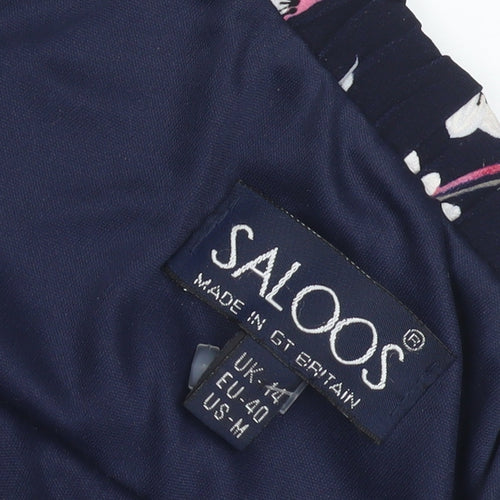 SALOOS®
MADE IN GT BRITAIN
UK-14
EU-40
US-M